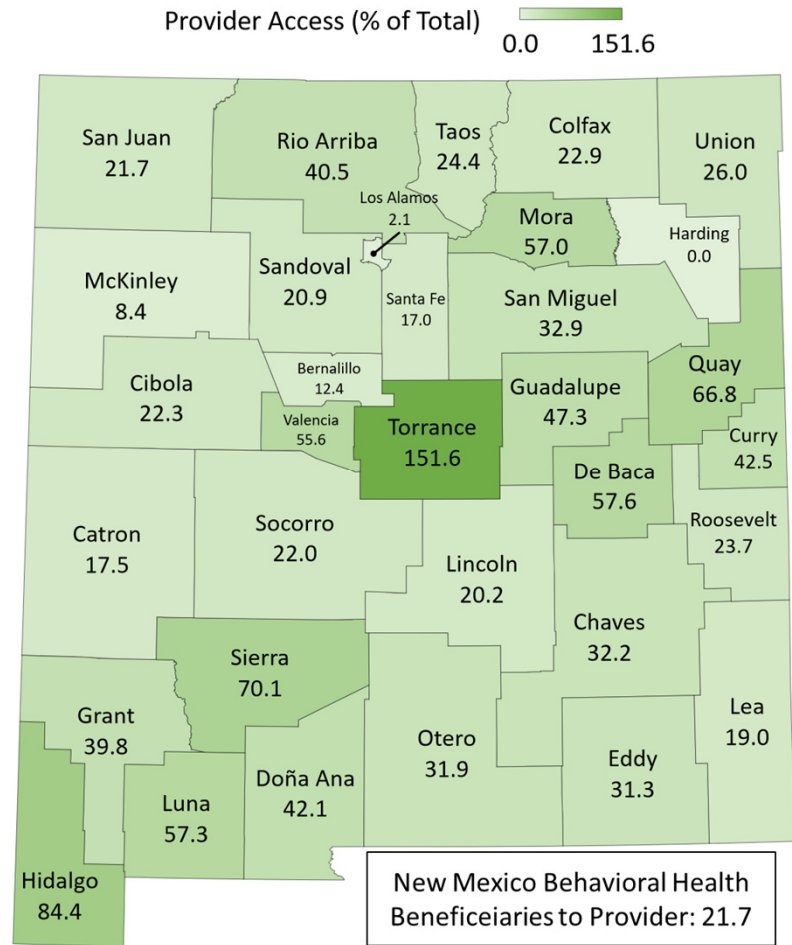 Provider Access (% of Total)
0.0 151.6
San Juan
21.7
Rio Arriba
40.5
Taos
24.4
Colfax
22.9
Union
26.0
Los Alamos
2.1
Mora
57.0
Harding
0.0
McKinley
8.4
Sandoval
20.9
Santa Fe
17.0
San Miguel
32.9
Quay
66.8
Cibola
22.3
Bernalillo
12.4
Valencia
55.6
Torrance
151.6
Guadalupe
47.3
Curry
42.5
De Baca
57.6
Roosevelt
23.7
Catron
17.5
Socorro
22.0
Lincoln
20.2
Chaves
32.2
Sierra
70.1
Grant
39.8
Lea
19.0
Otero
31.9
Eddy
31.3
Doña Ana
42.1
Luna
57.3
Hidalgo
84.4
New Mexico Behavioral Health
Beneficeiaries to Provider: 21.7